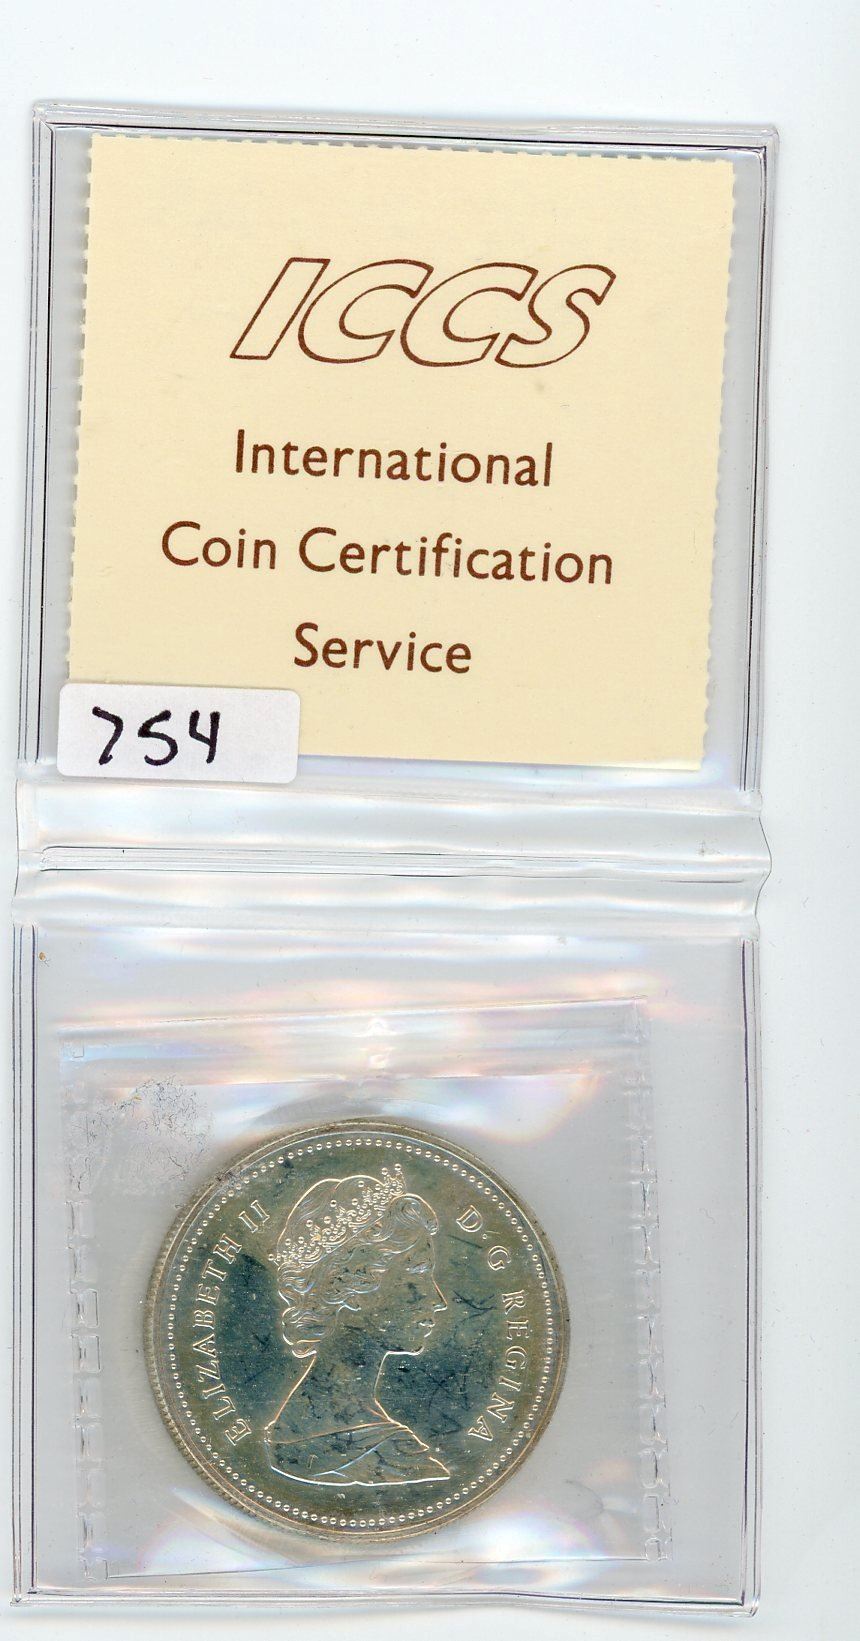 ICCS
International
Coin Certification
Service
754
ELIZABETH II D·G·REGINA